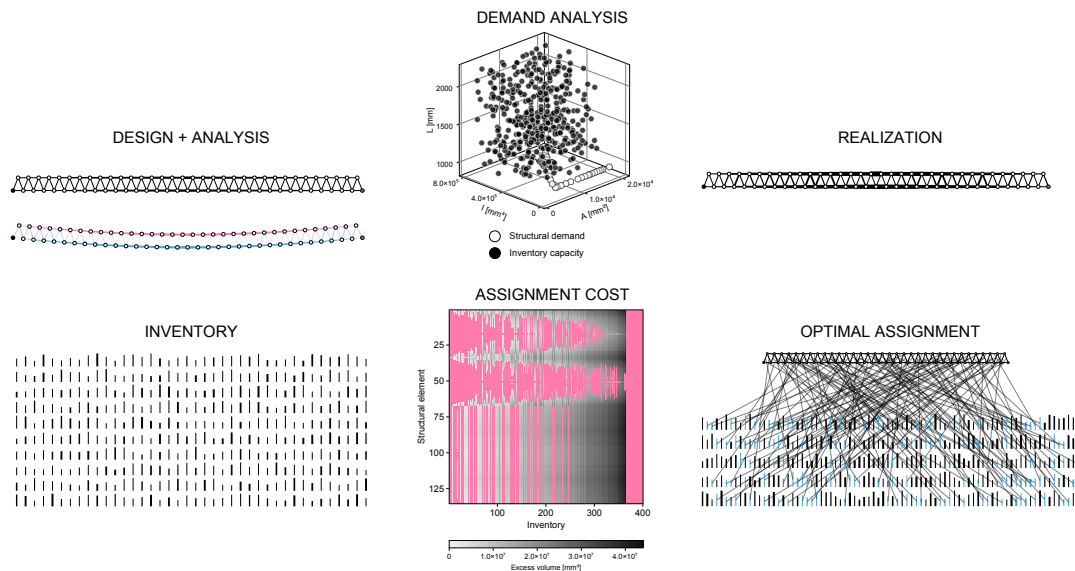 DEMAND ANALYSIS
2000
1500
1000
L [mm]
8.0×10⁵
4.0×10⁵
0
I [mm⁴]
0
1.0×10⁴
2.0×10⁴
A [mm²]
Structural demand
Inventory capacity
DESIGN + ANALYSIS
REALIZATION
INVENTORY
ASSIGNMENT COST
25
50
75
100
125
Structural element
100
200
300
400
Inventory
0
1.0×10⁷
2.0×10⁷
3.0×10⁷
4.0×10⁷
Excess volume [mm³]
OPTIMAL ASSIGNMENT